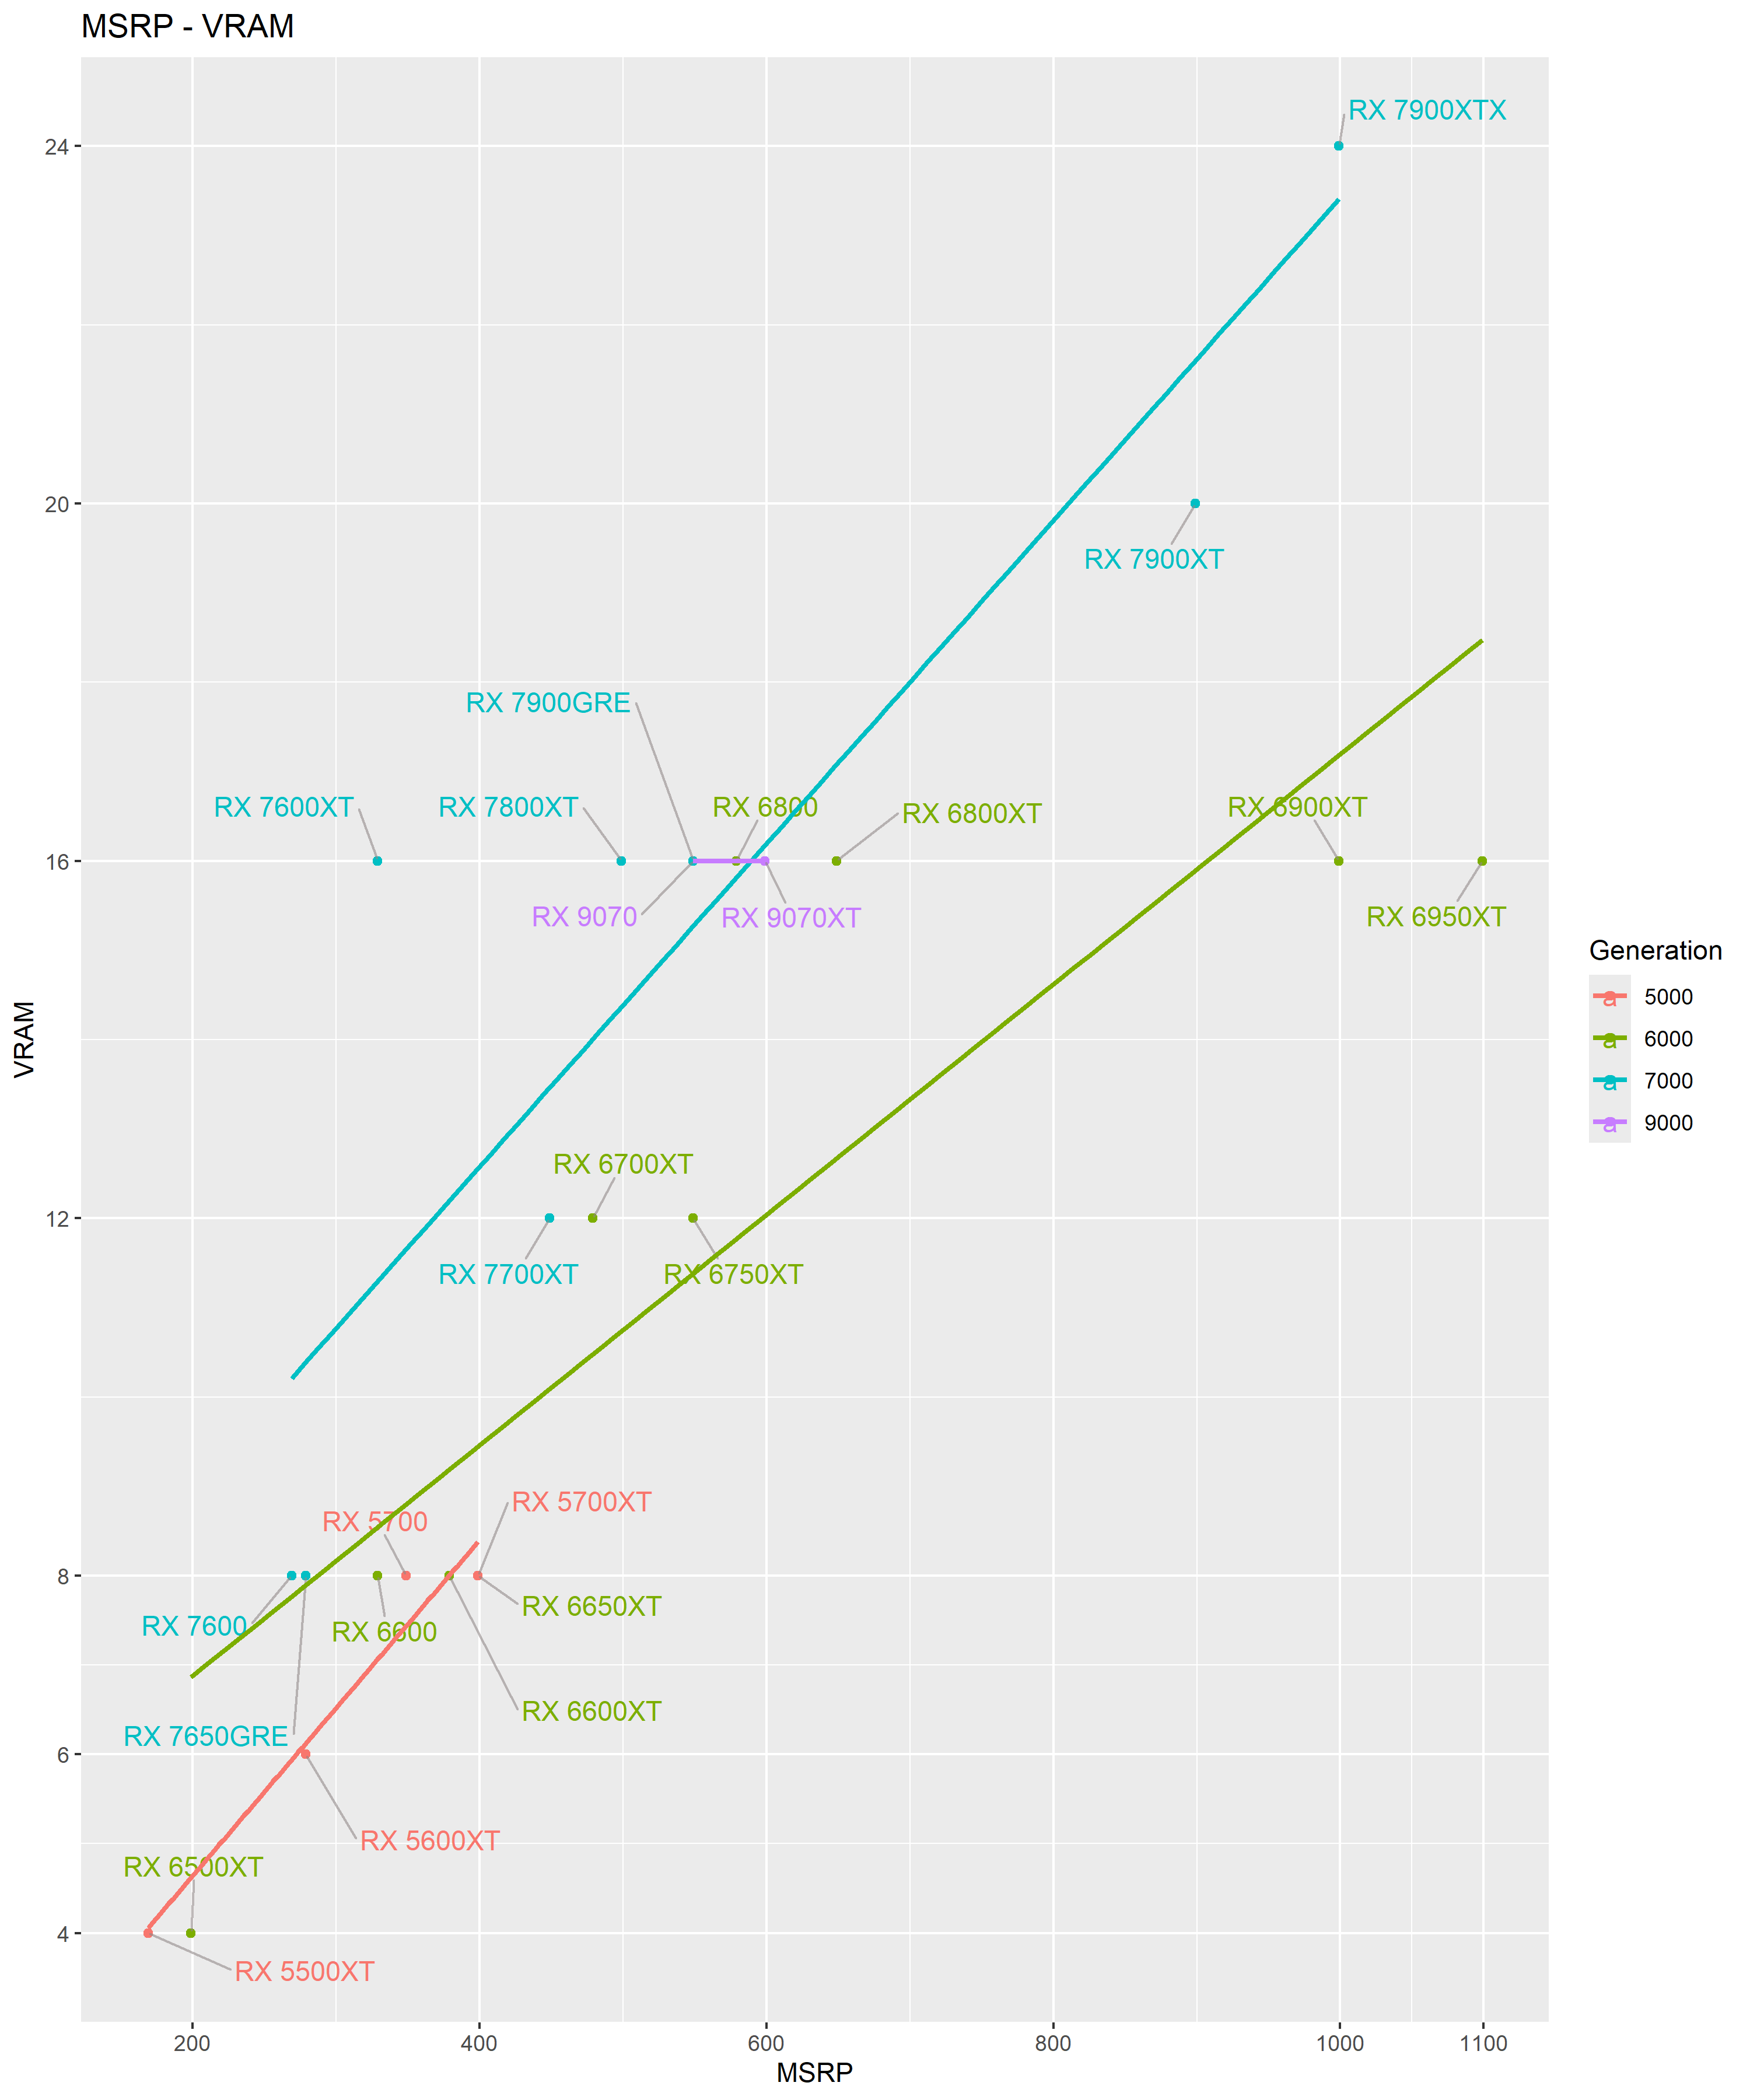 MSRP - VRAM
RX 7900XTX
24
20
RX 7900XT
RX 7900GRE
RX 7600XT
RX 7800XT
RX 6800
RX 6800XT
RX 6900XT
16
RX 9070
RX 9070XT
RX 6950XT
VRAM
RX 6700XT
12
RX 7700XT
RX 6750XT
RX 5700XT
RX 5700
8
RX 7600
RX 6600
RX 6650XT
RX 6600XT
RX 7650GRE
6
RX 5600XT
RX 6500XT
4
RX 5500XT
200
400
600
800
1000
1100
MSRP
Generation
a 5000
a 6000
a 7000
a 9000